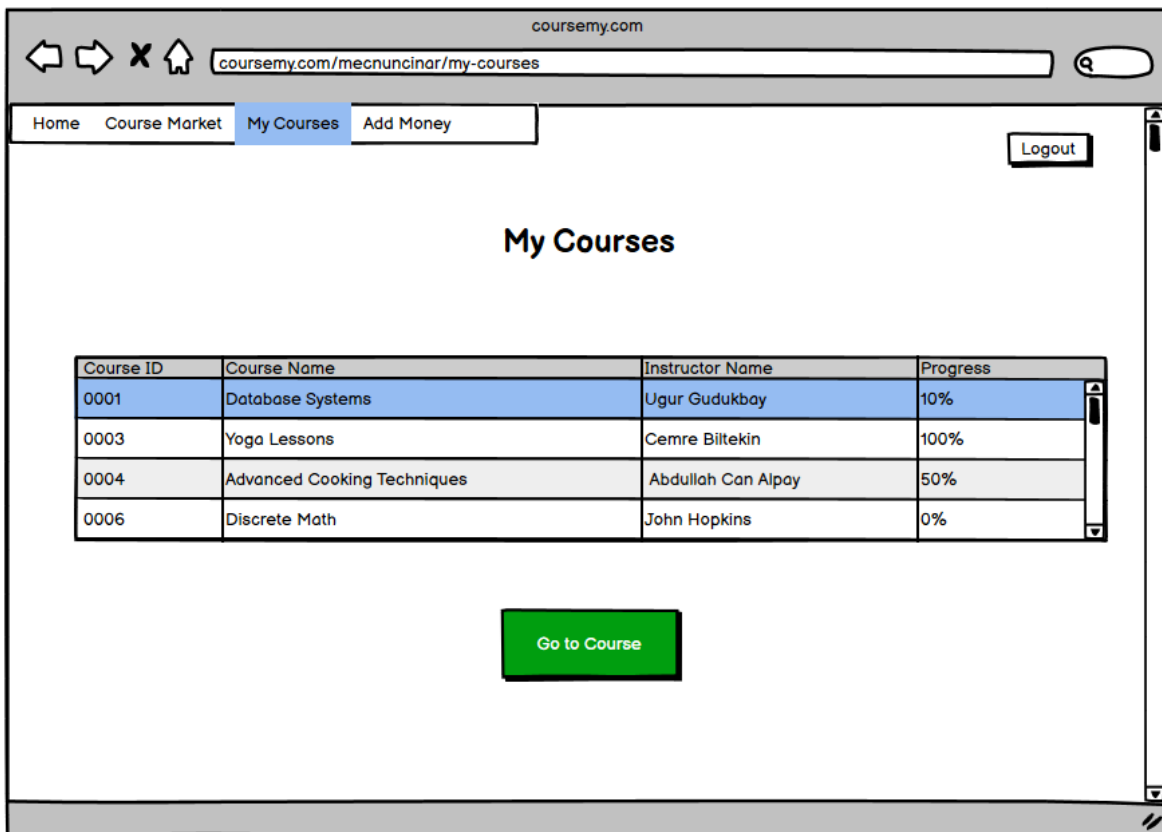 coursemy.com
coursemy.com/mecnuncinar/my-courses
Home Course Market My Courses Add Money
Logout
My Courses
Course ID Course Name Instructor Name Progress
0001 Database Systems Ugur Gudukbay 10%
0003 Yoga Lessons Cemre Biltekin 100%
0004 Advanced Cooking Techniques Abdullah Can Alpay 50%
0006 Discrete Math John Hopkins 0%
Go to Course